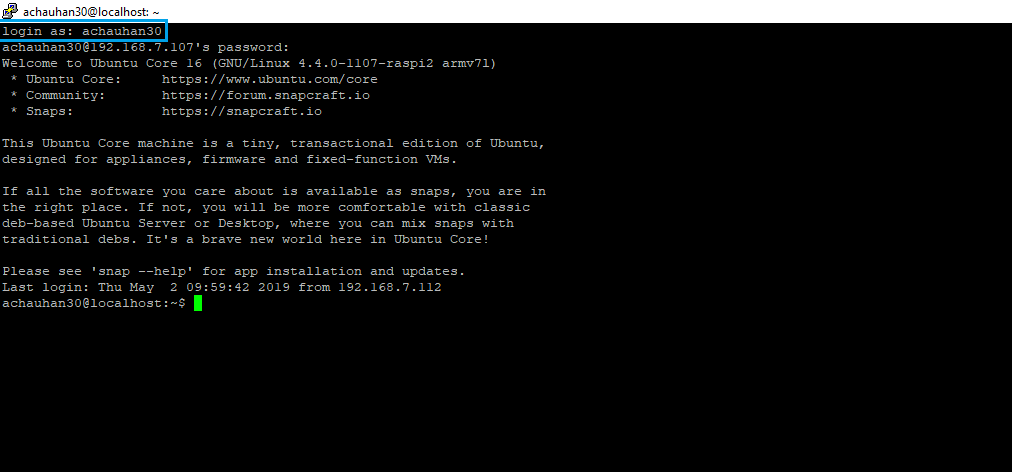 achauhan30@localhost: ~
login as: achauhan30
achauhan30@192.168.7.107's password:
Welcome to Ubuntu Core 16 (GNU/Linux 4.4.0-1107-raspi2 armv7l)
 * Ubuntu Core:     https://www.ubuntu.com/core
 * Community:       https://forum.snapcraft.io
 * Snaps:           https://snapcraft.io
This Ubuntu Core machine is a tiny, transactional edition of Ubuntu,
designed for appliances, firmware and fixed-function VMs.
If all the software you care about is available as snaps, you are in
the right place. If not, you will be more comfortable with classic
deb-based Ubuntu Server or Desktop, where you can mix snaps with
traditional debs. It's a brave new world here in Ubuntu Core!
Please see 'snap --help' for app installation and updates.
Last login: Thu May  2 09:59:42 2019 from 192.168.7.112
achauhan30@localhost:~$